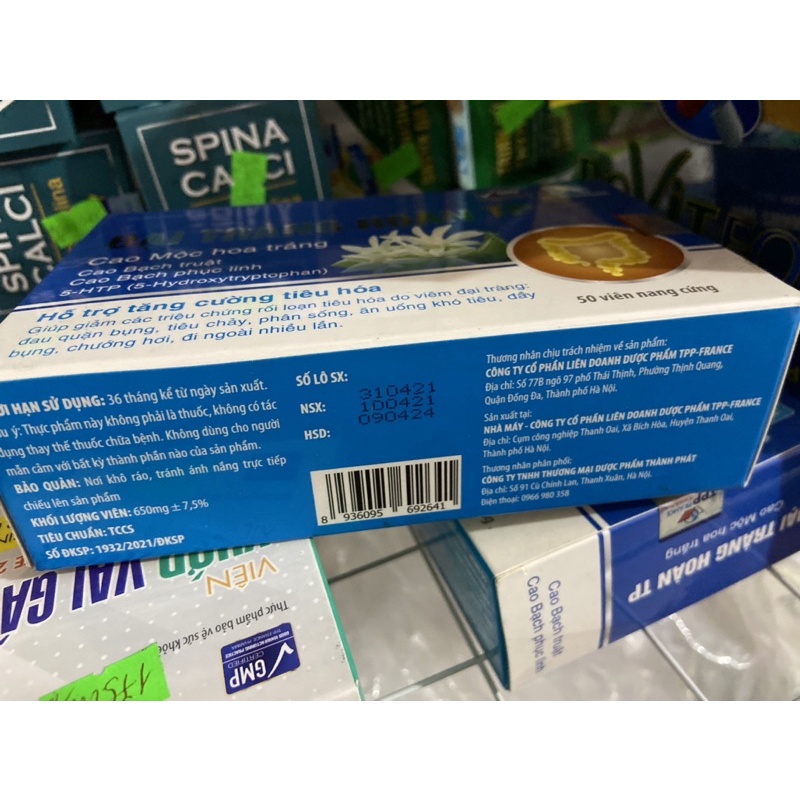 SPINA
CALCI
SPINA
CALCI
ĐẠI TRÀNG HOÀN TP
Cao Mộc hoa trắng
Cao Bạch truật
Cao Bạch phục linh
5-HTP (5-Hydroxytryptophan)
Hỗ trợ tăng cường tiêu hóa
Giúp giảm các triệu chứng rối loạn tiêu hóa do viêm đại tràng:
đau quặn bụng, tiêu chảy, phân sống, ăn uống khó tiêu, đầy
bụng, chướng hơi, đi ngoài nhiều lần.
50 viên nang cứng
HẠN SỬ DỤNG: 36 tháng kể từ ngày sản xuất.
ý: Thực phẩm này không phải là thuốc, không có tác
dụng thay thế thuốc chữa bệnh. Không dùng cho người
mẫn cảm với bất kỳ thành phần nào của sản phẩm.
BẢO QUẢN: Nơi khô ráo, tránh ánh nắng trực tiếp
chiếu lên sản phẩm
KHỐI LƯỢNG VIÊN: 650mg ± 7,5%
TIÊU CHUẨN: TCCS
SỐ ĐKSP: 1932/2021/ĐKSP
SỐ LÔ SX: 310421
NSX: 100421
HSD: 090424
8 936095 692641
Thương nhân chịu trách nhiệm về sản phẩm:
CÔNG TY CỔ PHẦN LIÊN DOANH DƯỢC PHẨM TPP-FRANCE
Địa chỉ: Số 77B ngõ 97 phố Thái Thịnh, Phường Thịnh Quang,
Quận Đống Đa, Thành phố Hà Nội.
Sản xuất tại:
NHÀ MÁY - CÔNG TY CỔ PHẦN LIÊN DOANH DƯỢC PHẨM TPP-FRANCE
Địa chỉ: Cụm công nghiệp Thanh Oai, Xã Bích Hòa, Huyện Thanh Oai,
Thành phố Hà Nội.
Thương nhân phân phối:
CÔNG TY TNHH THƯƠNG MẠI DƯỢC PHẨM THÀNH PHÁT
Địa chỉ: Số 91 Cù Chính Lan, Thanh Xuân, Hà Nội.
Điện thoại: 0966 980 358
VIÊN
KHỚP VAI GÁ
Thực phẩm bảo vệ sức khỏe
GMP
CERTIFIED
ẠI TRÀNG HOÀN TP
Cao Mộc hoa trắng
Cao Bạch truật
Cao Bạch phục linh
TPP